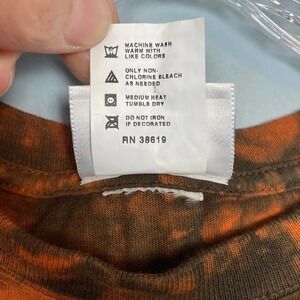 MACHINE WASH
WARM WITH
LIKE COLORS
ONLY NON-
CHLORINE BLEACH
AS NEEDED
MEDIUM HEAT
TUMBLE DRY
DO NOT IRON
IF DECORATED
RN 38619